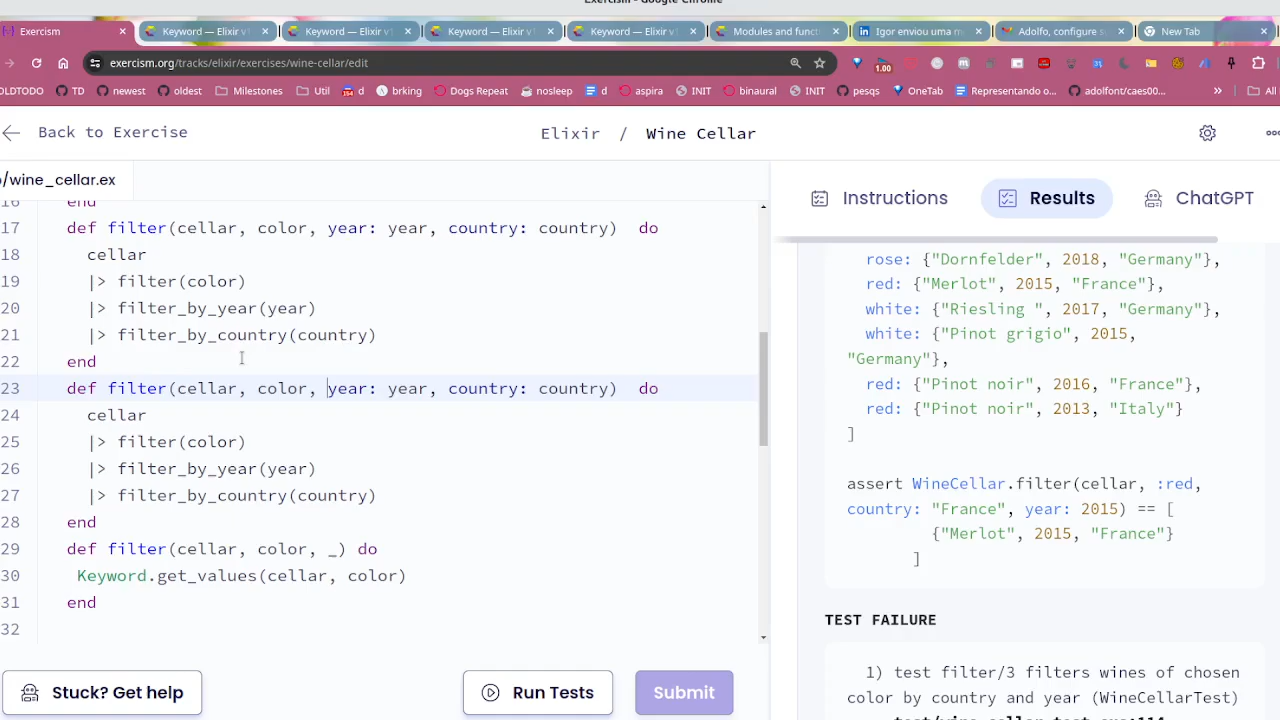 Exercism - Google Chrome
Exercism
Keyword — Elixir v1
Keyword — Elixir v1
Keyword — Elixir v1
Keyword — Elixir v1
Modules and funct
Igor enviou uma m
Adolfo, configure s
New Tab
exercism.org/tracks/elixir/exercises/wine-cellar/edit
OLDTODO TD newest oldest Milestones Util d brking Dogs Repeat nosleep d aspira INIT binaural INIT pesqs OneTab Representando o... adolfont/caes00... » All
1.00
Back to Exercise
Elixir / Wine Cellar
/wine_cellar.ex
Instructions
Results
ChatGPT
16 end
17 def filter(cellar, color, year: year, country: country) do
18 cellar
19 |> filter(color)
20 |> filter_by_year(year)
21 |> filter_by_country(country)
22 end
23 def filter(cellar, color, year: year, country: country) do
24 cellar
25 |> filter(color)
26 |> filter_by_year(year)
27 |> filter_by_country(country)
28 end
29 def filter(cellar, color, _) do
30 Keyword.get_values(cellar, color)
31 end
32
rose: {"Dornfelder", 2018, "Germany"},
red: {"Merlot", 2015, "France"},
white: {"Riesling ", 2017, "Germany"},
white: {"Pinot grigio", 2015,
"Germany"},
red: {"Pinot noir", 2016, "France"},
red: {"Pinot noir", 2013, "Italy"}
]
assert WineCellar.filter(cellar, :red,
country: "France", year: 2015) == [
{"Merlot", 2015, "France"}
]
TEST FAILURE
1) test filter/3 filters wines of chosen
color by country and year (WineCellarTest)
Stuck? Get help
Run Tests
Submit